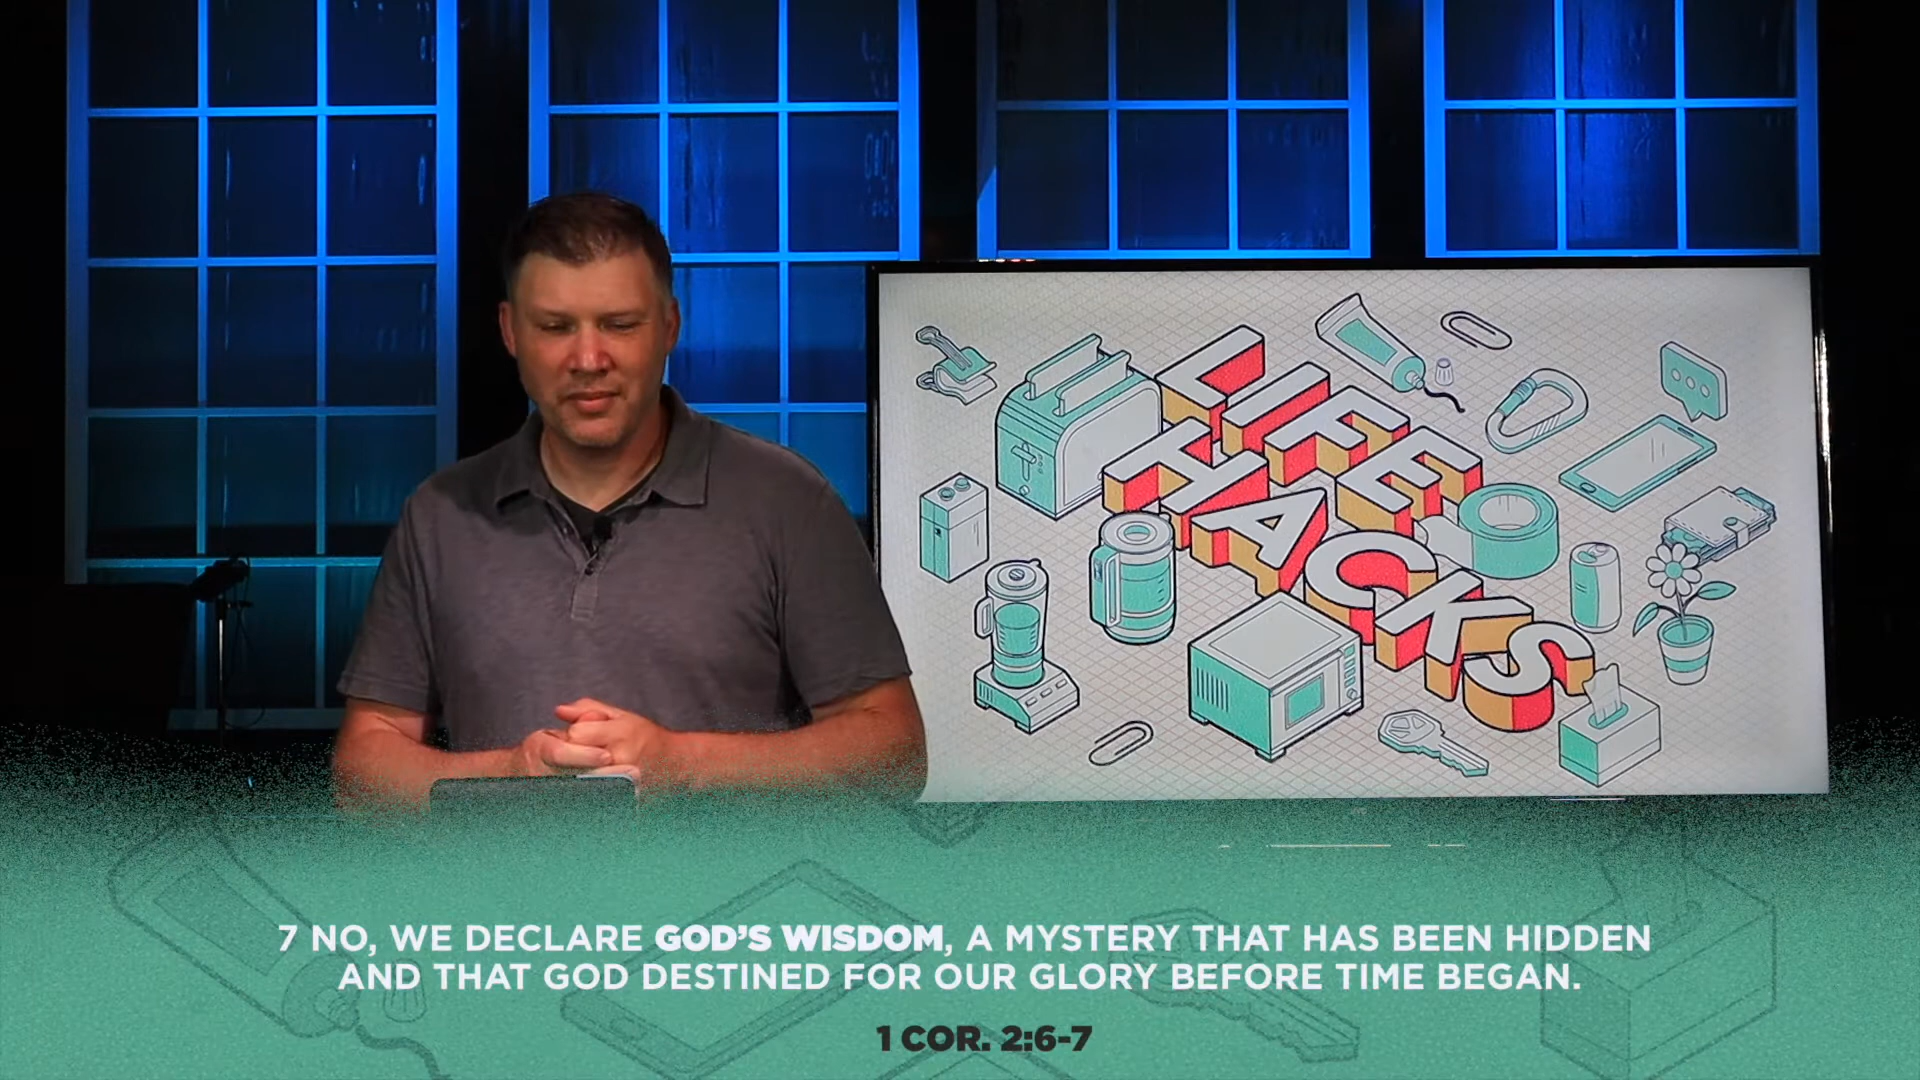 LIFE
HACKS
7 NO, WE DECLARE GOD'S WISDOM, A MYSTERY THAT HAS BEEN HIDDEN
AND THAT GOD DESTINED FOR OUR GLORY BEFORE TIME BEGAN.
1 COR. 2:6-7